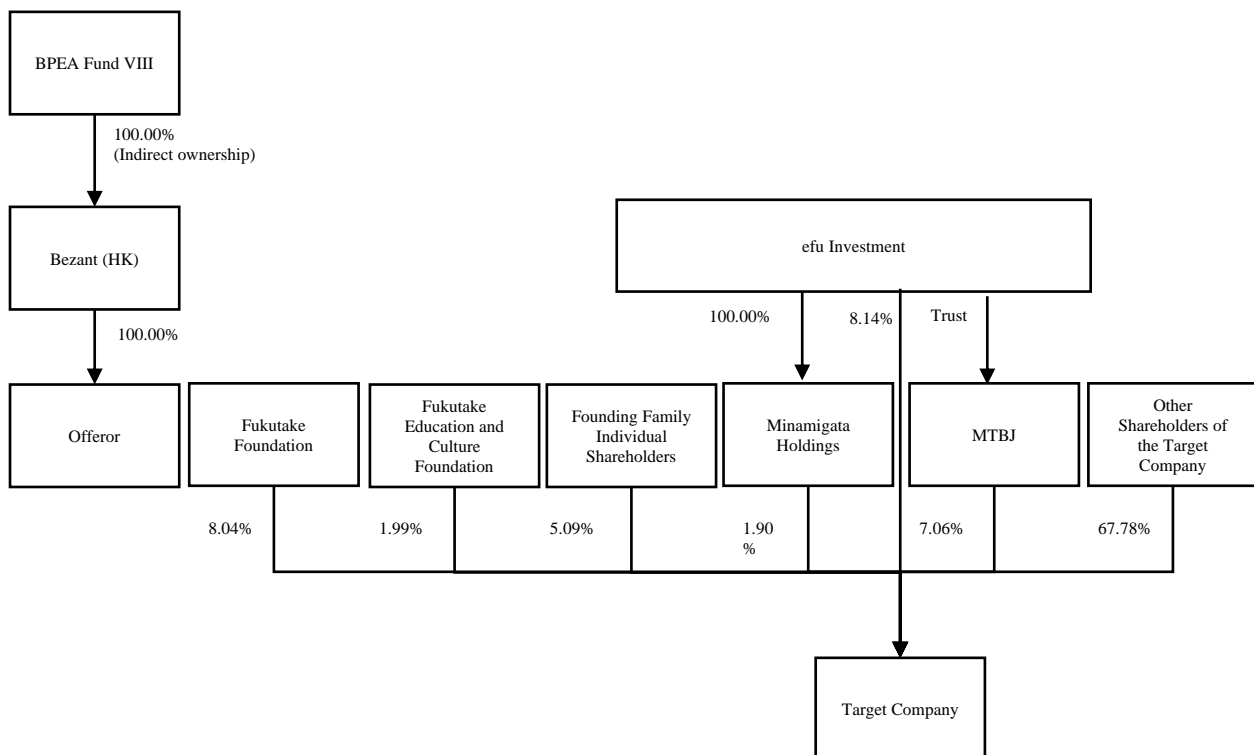 BPEA Fund VIII
100.00%
(Indirect ownership)
Bezant (HK)
efu Investment
100.00%
100.00%
8.14%
Trust
Offeror
Fukutake
Foundation
Fukutake
Education and
Culture
Foundation
Founding Family
Individual
Shareholders
Minamigata
Holdings
MTBJ
Other
Shareholders of
the Target
Company
8.04%
1.99%
5.09%
1.90
%
7.06%
67.78%
Target Company